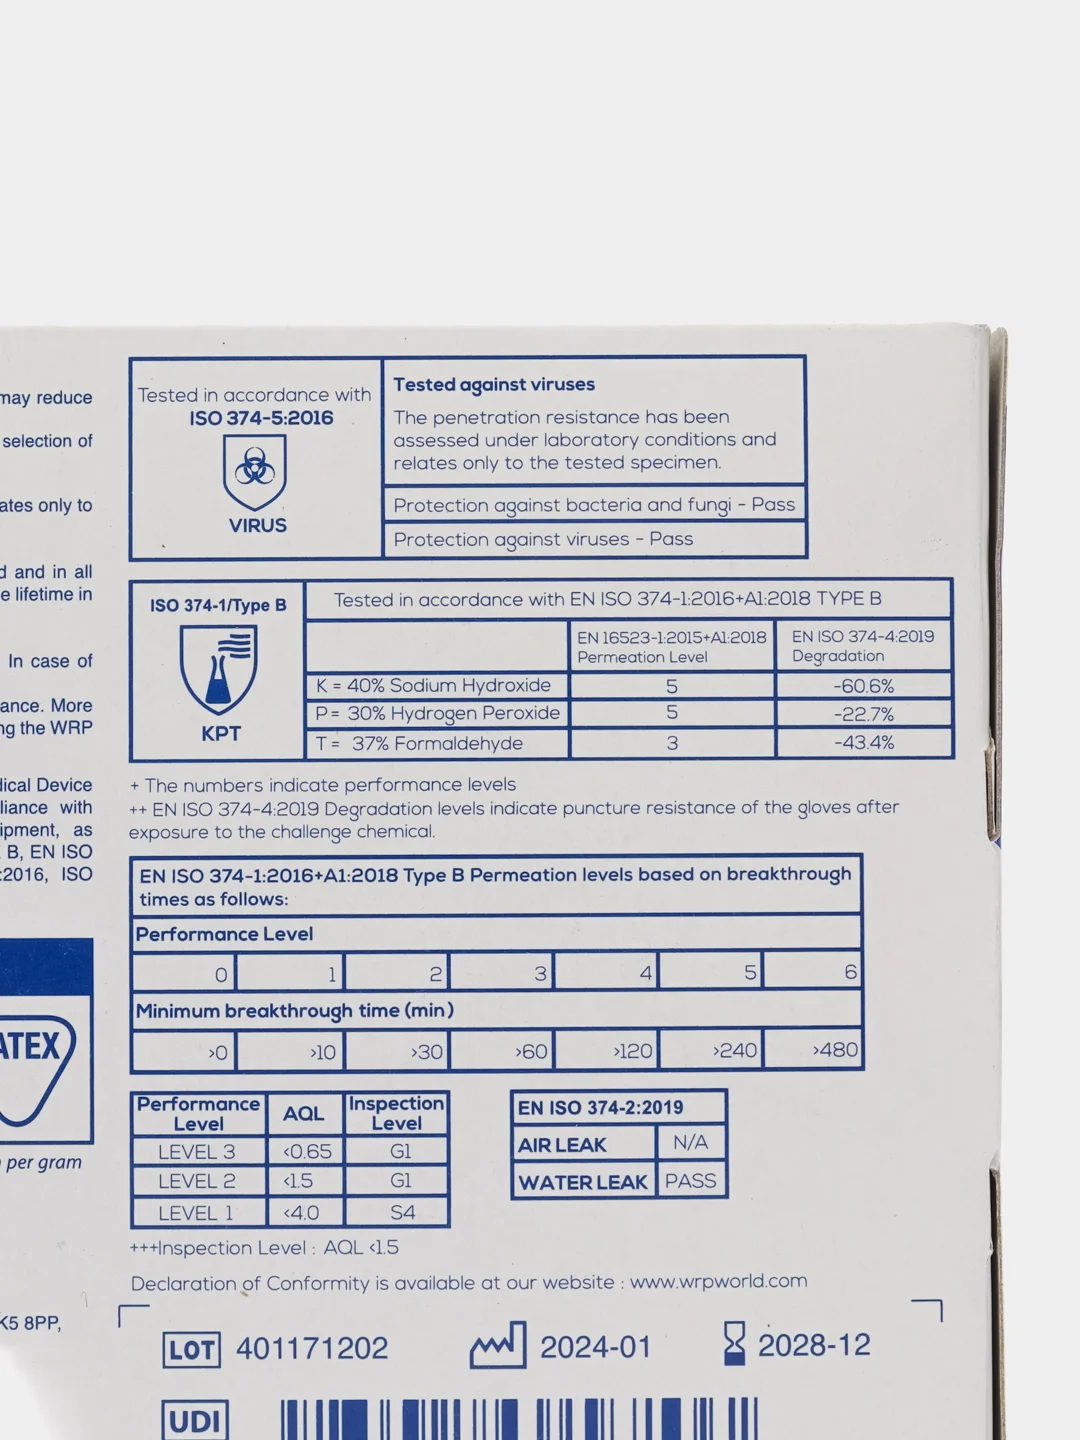 may reduce
selection of
ates only to
d and in all
e lifetime in
In case of
ance. More
ng the WRP
dical Device
liance with
ipment, as
B, EN ISO
:2016, ISO
ATEX
per gram
K5 8PP,
Tested in accordance with
ISO 374-5:2016
VIRUS
Tested against viruses
The penetration resistance has been
assessed under laboratory conditions and
relates only to the tested specimen.
Protection against bacteria and fungi - Pass
Protection against viruses - Pass
ISO 374-1/Type B
KPT
Tested in accordance with EN ISO 374-1:2016+A1:2018 TYPE B
EN 16523-1:2015+A1:2018
Permeation Level
EN ISO 374-4:2019
Degradation
K = 40% Sodium Hydroxide 5 -60.6%
P = 30% Hydrogen Peroxide 5 -22.7%
T = 37% Formaldehyde 3 -43.4%
+ The numbers indicate performance levels
++ EN ISO 374-4:2019 Degradation levels indicate puncture resistance of the gloves after
exposure to the challenge chemical.
EN ISO 374-1:2016+A1:2018 Type B Permeation levels based on breakthrough
times as follows:
Performance Level
0 1 2 3 4 5 6
Minimum breakthrough time (min)
>0 >10 >30 >60 >120 >240 >480
Performance
Level
AQL
Inspection
Level
LEVEL 3 <0.65 G1
LEVEL 2 <1.5 G1
LEVEL 1 <4.0 S4
EN ISO 374-2:2019
AIR LEAK N/A
WATER LEAK PASS
+++Inspection Level : AQL <1.5
Declaration of Conformity is available at our website : www.wrpworld.com
LOT 401171202 2024-01 2028-12
UDI